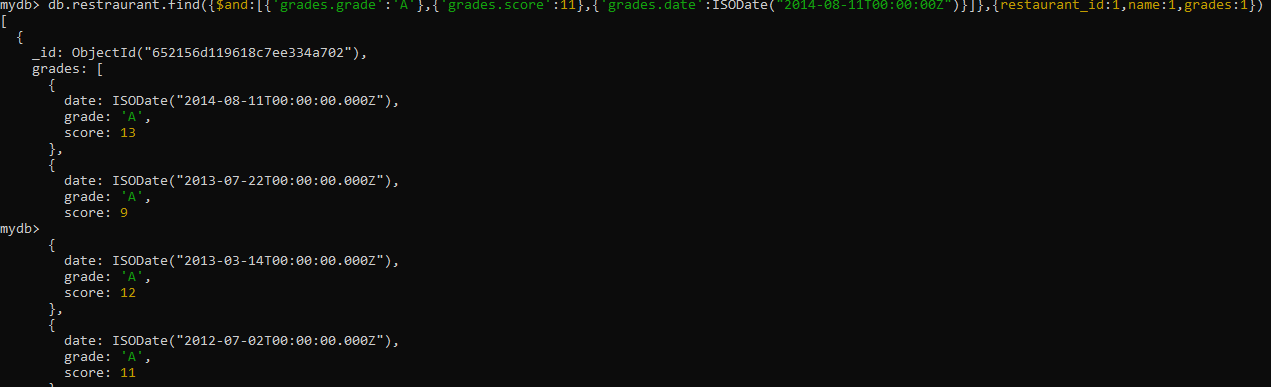 mydb> db.restraurant.find({$and:[{'grades.grade':'A'},{'grades.score':11},{'grades.date':ISODate("2014-08-11T00:00:00Z")}]},{restaurant_id:1,name:1,grades:1})
[
  {
    _id: ObjectId("652156d119618c7ee334a702"),
    grades: [
      {
        date: ISODate("2014-08-11T00:00:00.000Z"),
        grade: 'A',
        score: 13
      },
      {
        date: ISODate("2013-07-22T00:00:00.000Z"),
        grade: 'A',
        score: 9
mydb>
      {
        date: ISODate("2013-03-14T00:00:00.000Z"),
        grade: 'A',
        score: 12
      },
      {
        date: ISODate("2012-07-02T00:00:00.000Z"),
        grade: 'A',
        score: 11
      }